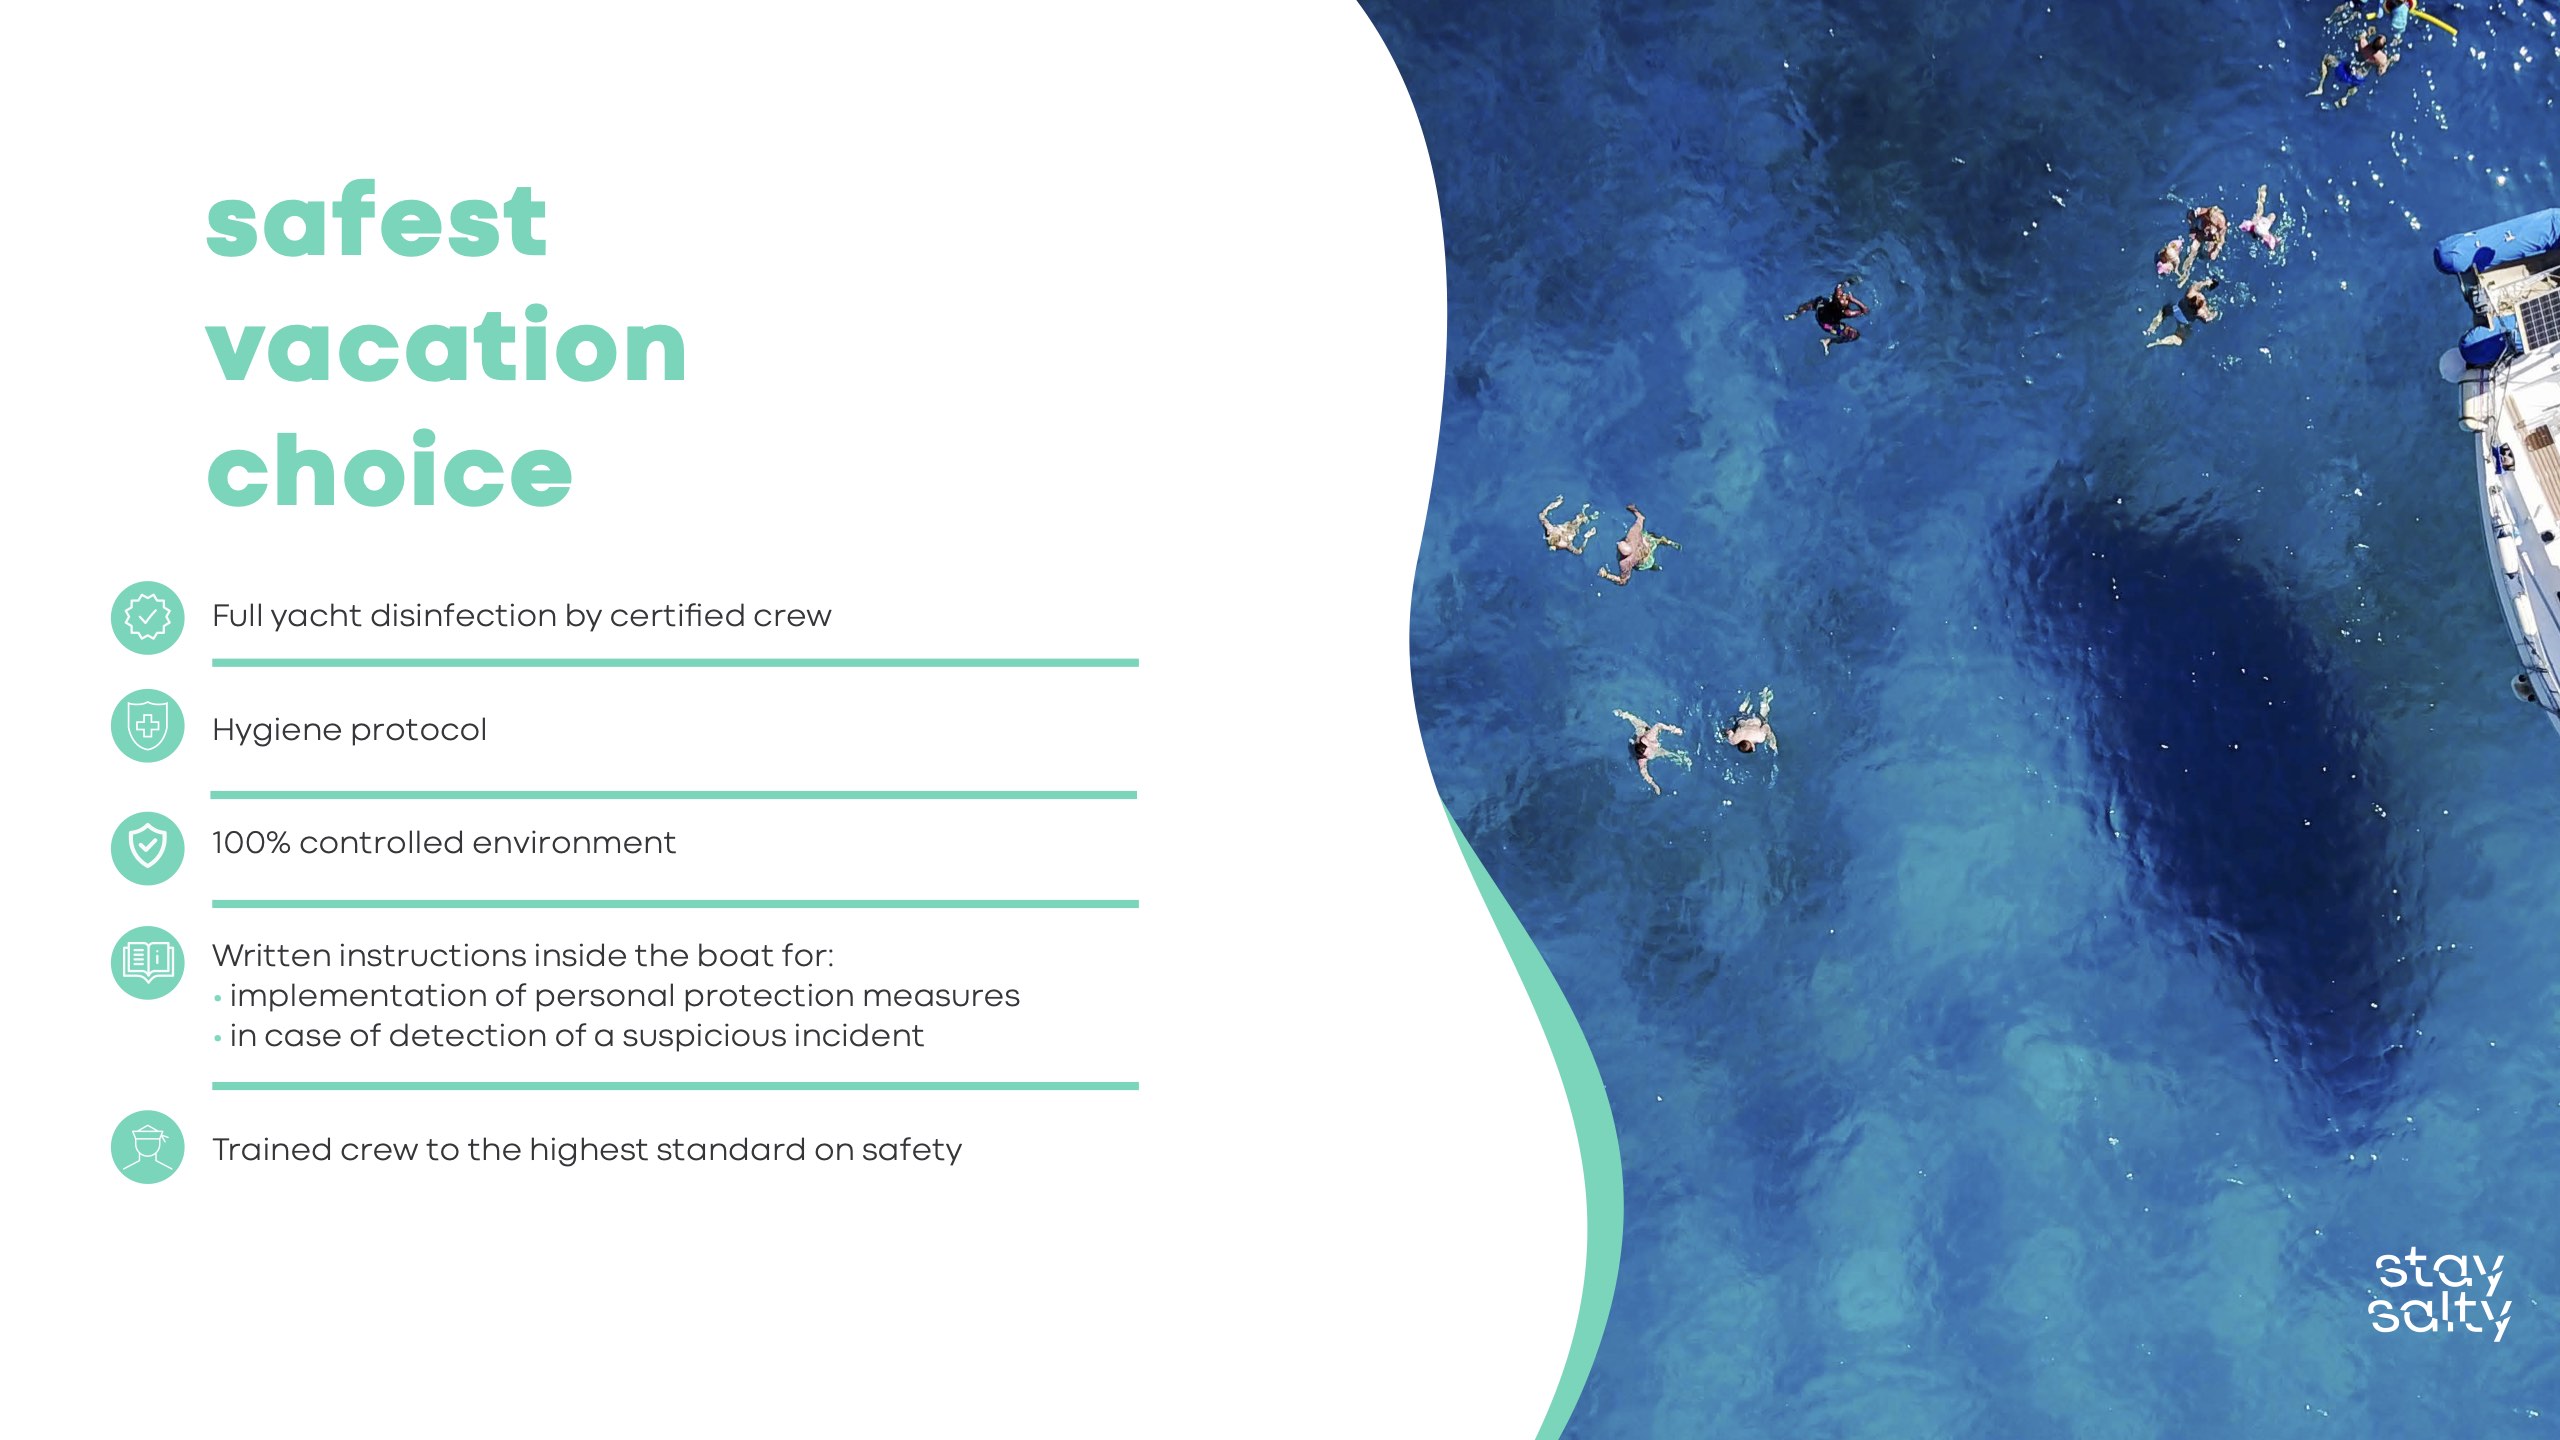 safest
vacation
choice
Full yacht disinfection by certified crew
Hygiene protocol
100% controlled environment
Written instructions inside the boat for:
• implementation of personal protection measures
• in case of detection of a suspicious incident
Trained crew to the highest standard on safety
stay
salty